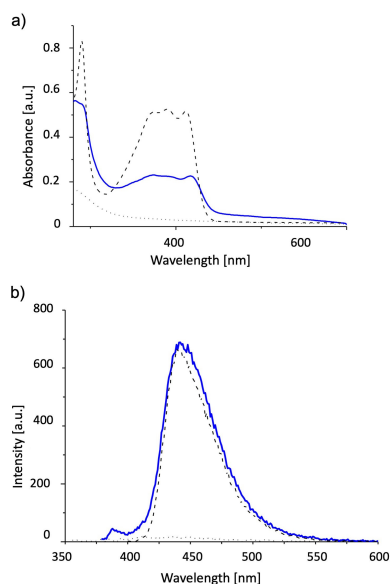 a)
0.8
0.6
0.4
0.2
0
Absorbance [a.u.]
400 600
Wavelength [nm]
b)
800
600
400
200
0
Intensity [a.u.]
350 400 450 500 550 600
Wavelength [nm]